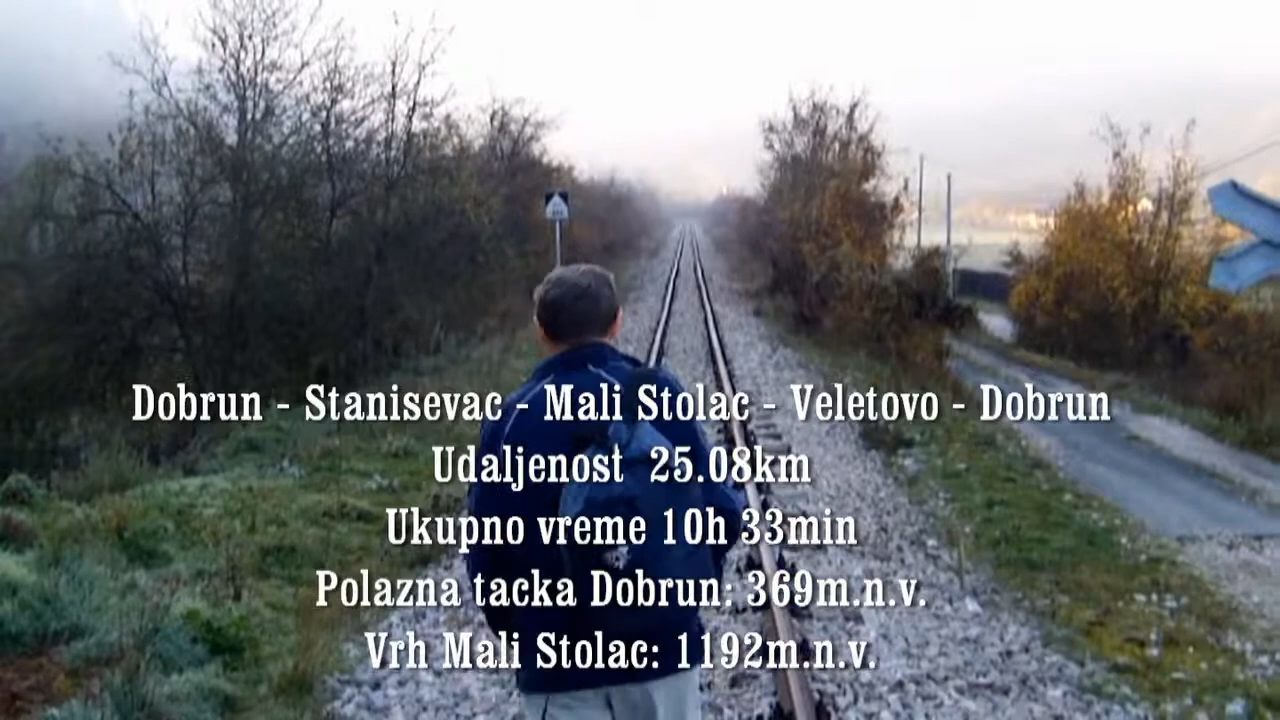 Dobrun - Stanisevac - Mali Stolac - Veletovo - Dobrun
Udaljenost 25.08km
Ukupno vreme 10h 33min
Polazna tacka Dobrun: 369m.n.v.
Vrh Mali Stolac: 1192m.n.v.